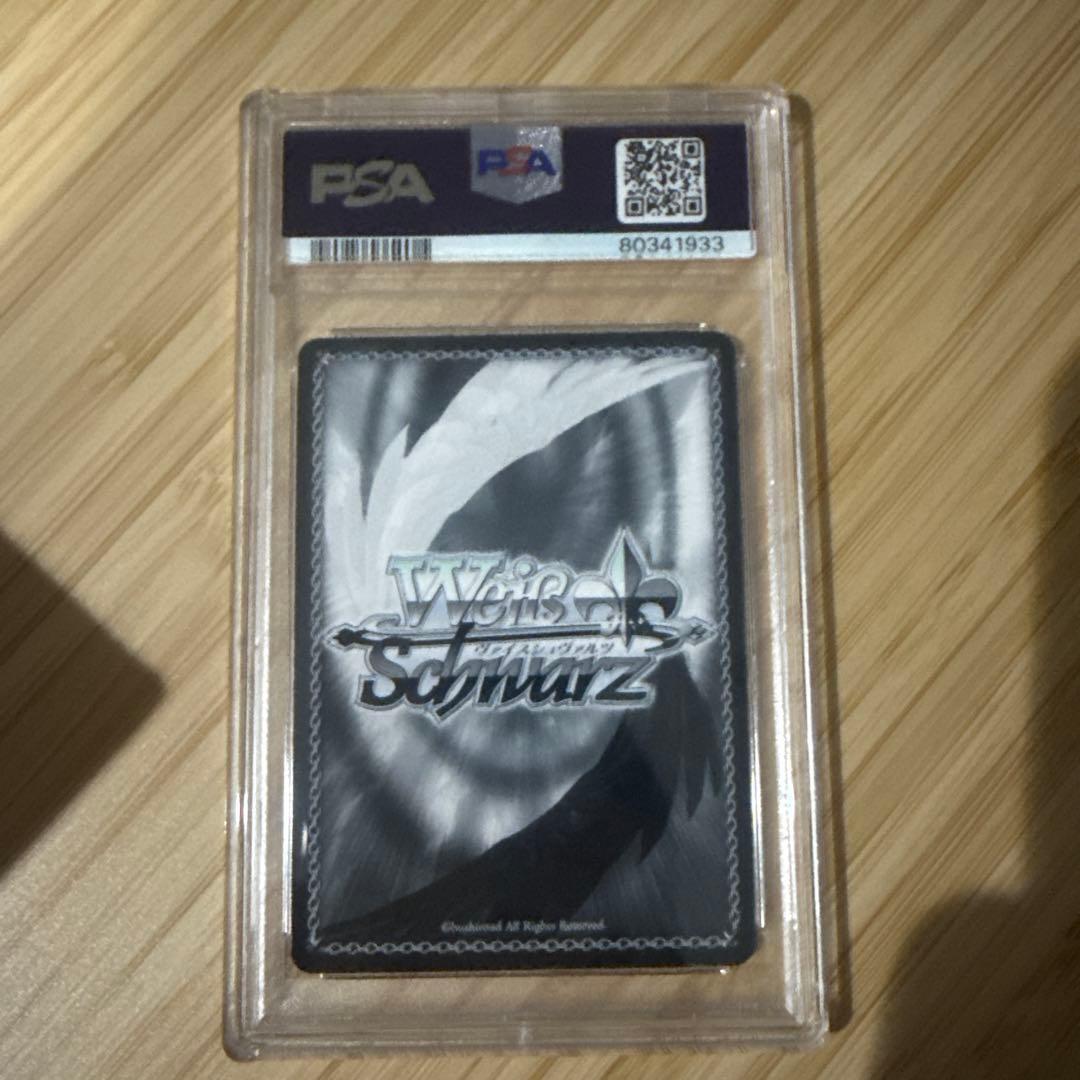 PSA
PSA
80341933
Weiß
ヴァイスシュヴァルツ
Schwarz
©bushiroad All Rights Reserved.